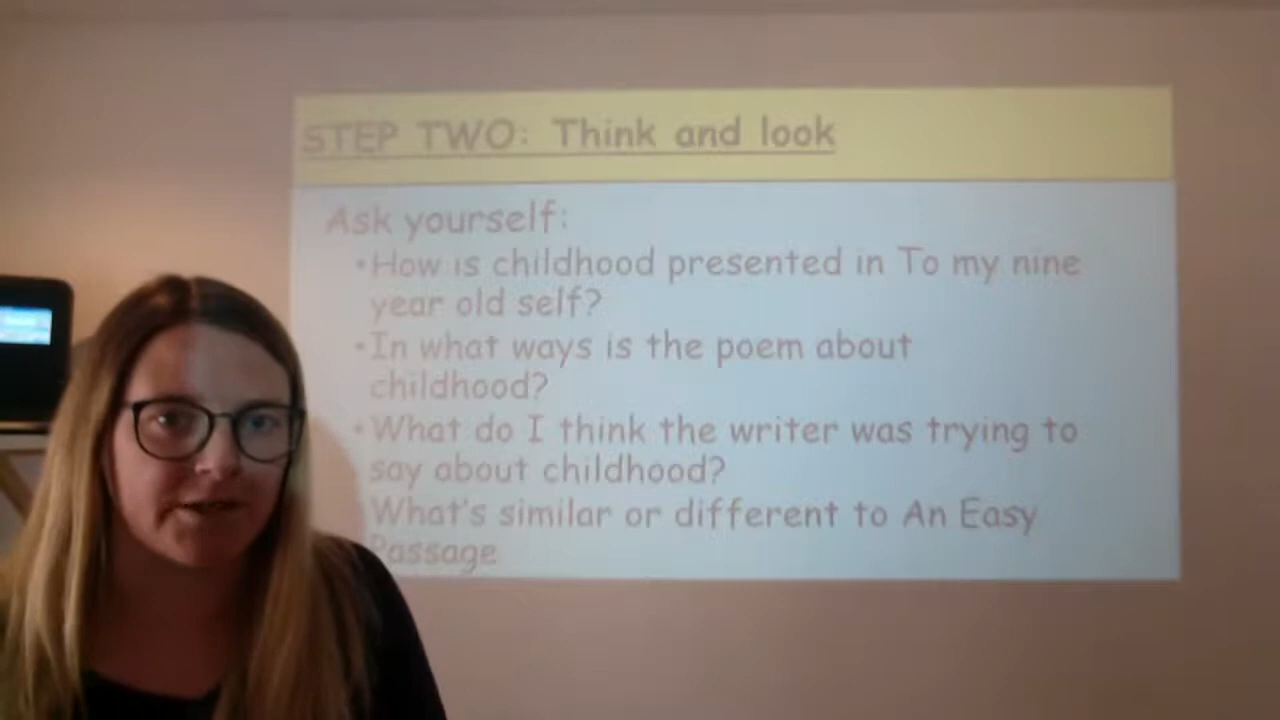 STEP TWO: Think and look
Ask yourself:
•How is childhood presented in To my nine
year old self?
•In what ways is the poem about
childhood?
•What do I think the writer was trying to
say about childhood?
What's similar or different to An Easy
Passage